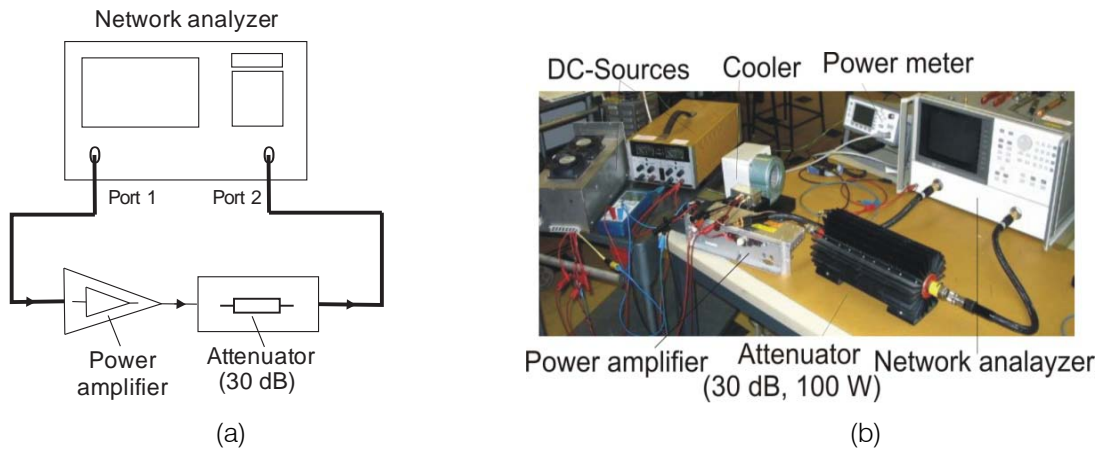 Network analyzer
Port 1
Port 2
Power
amplifier
Attenuator
(30 dB)
(a)
DC-Sources
Cooler
Power meter
Power amplifier
Attenuator
(30 dB, 100 W)
Network analayzer
(b)